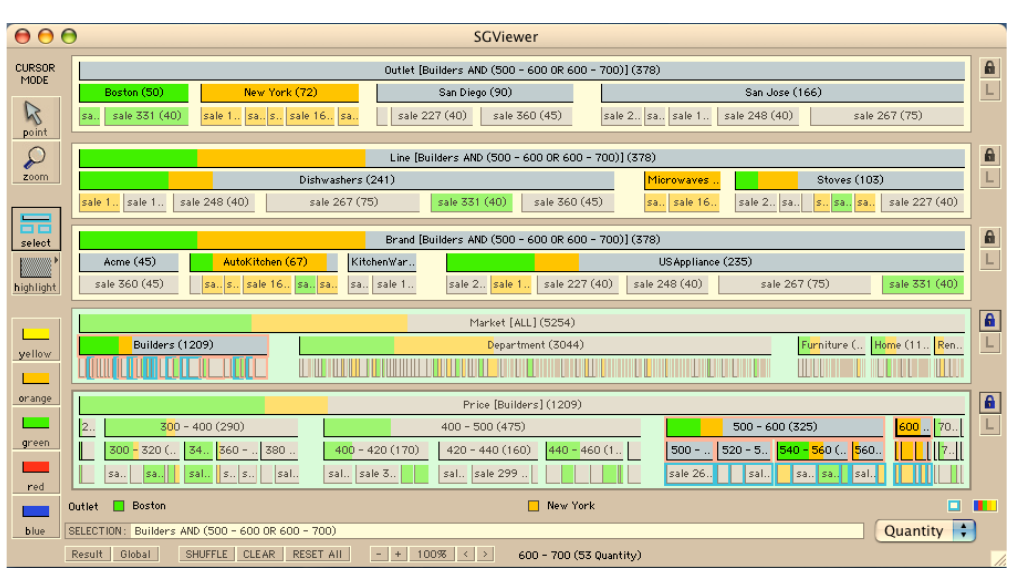 SGViewer
CURSOR
MODE
point
zoom
select
highlight
yellow
orange
green
red
blue
Outlet [Builders AND (500 - 600 OR 600 - 700)] (378)
Boston (50) New York (72) San Diego (90) San Jose (166)
sa.. sale 331 (40) sale 1.. sa.. s.. sale 16.. sa.. sale 227 (40) sale 360 (45) sale 2.. sa.. sale 1.. sale 248 (40) sale 267 (75)
L
Line [Builders AND (500 - 600 OR 600 - 700)] (378)
Dishwashers (241) Microwaves .. Stoves (103)
sale 1.. sale 1.. sale 248 (40) sale 267 (75) sale 331 (40) sale 360 (45) sa.. sale 16.. sale 2.. sa.. s.. sa.. sa.. sale 227 (40)
L
Brand [Builders AND (500 - 600 OR 600 - 700)] (378)
Acme (45) AutoKitchen (67) KitchenWar.. USAppliance (235)
sale 360 (45) sa.. s.. sale 16.. sa.. sa.. sa.. sale 1.. sale 2.. sale 1.. sale 227 (40) sale 248 (40) sale 267 (75) sale 331 (40)
L
Market [ALL] (5254)
Builders (1209) Department (3044) Furniture (.. Home (11.. Ren..
L
Price [Builders] (1209)
2.. 300 - 400 (290) 400 - 500 (475) 500 - 600 (325) 600 .. 70..
L
300 - 320 (.. 34.. 360 - .. 380 .. 400 - 420 (170) 420 - 440 (160) 440 - 460 (1.. 500 - .. 520 - 5.. 540 - 560 (.. 560.. 7..
sa.. sa.. sal.. s.. s.. sal.. sal.. sale 3.. sal.. sale 299 .. sale 26.. sal.. sa.. sa.. sal..
Outlet Boston New York
SELECTION: Builders AND (500 - 600 OR 600 - 700) Quantity
Result Global SHUFFLE CLEAR RESET All - + 100% < > 600 - 700 (53 Quantity)